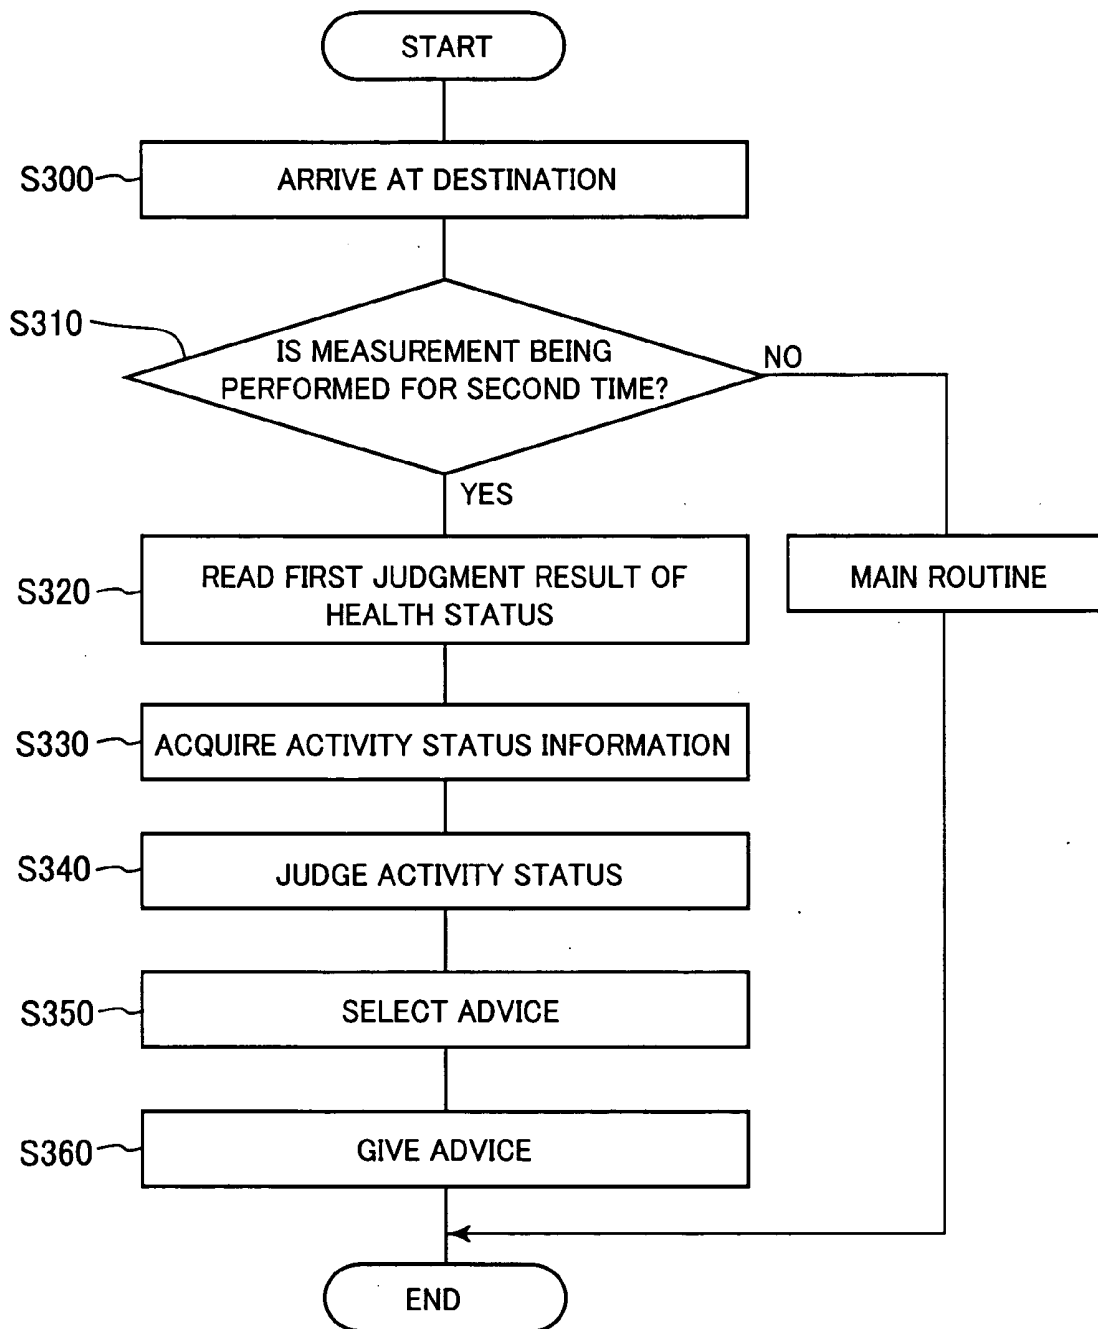 START
S300
ARRIVE AT DESTINATION
S310
IS MEASUREMENT BEING
PERFORMED FOR SECOND TIME?
NO
YES
S320
READ FIRST JUDGMENT RESULT OF
HEALTH STATUS
MAIN ROUTINE
S330
ACQUIRE ACTIVITY STATUS INFORMATION
S340
JUDGE ACTIVITY STATUS
S350
SELECT ADVICE
S360
GIVE ADVICE
END